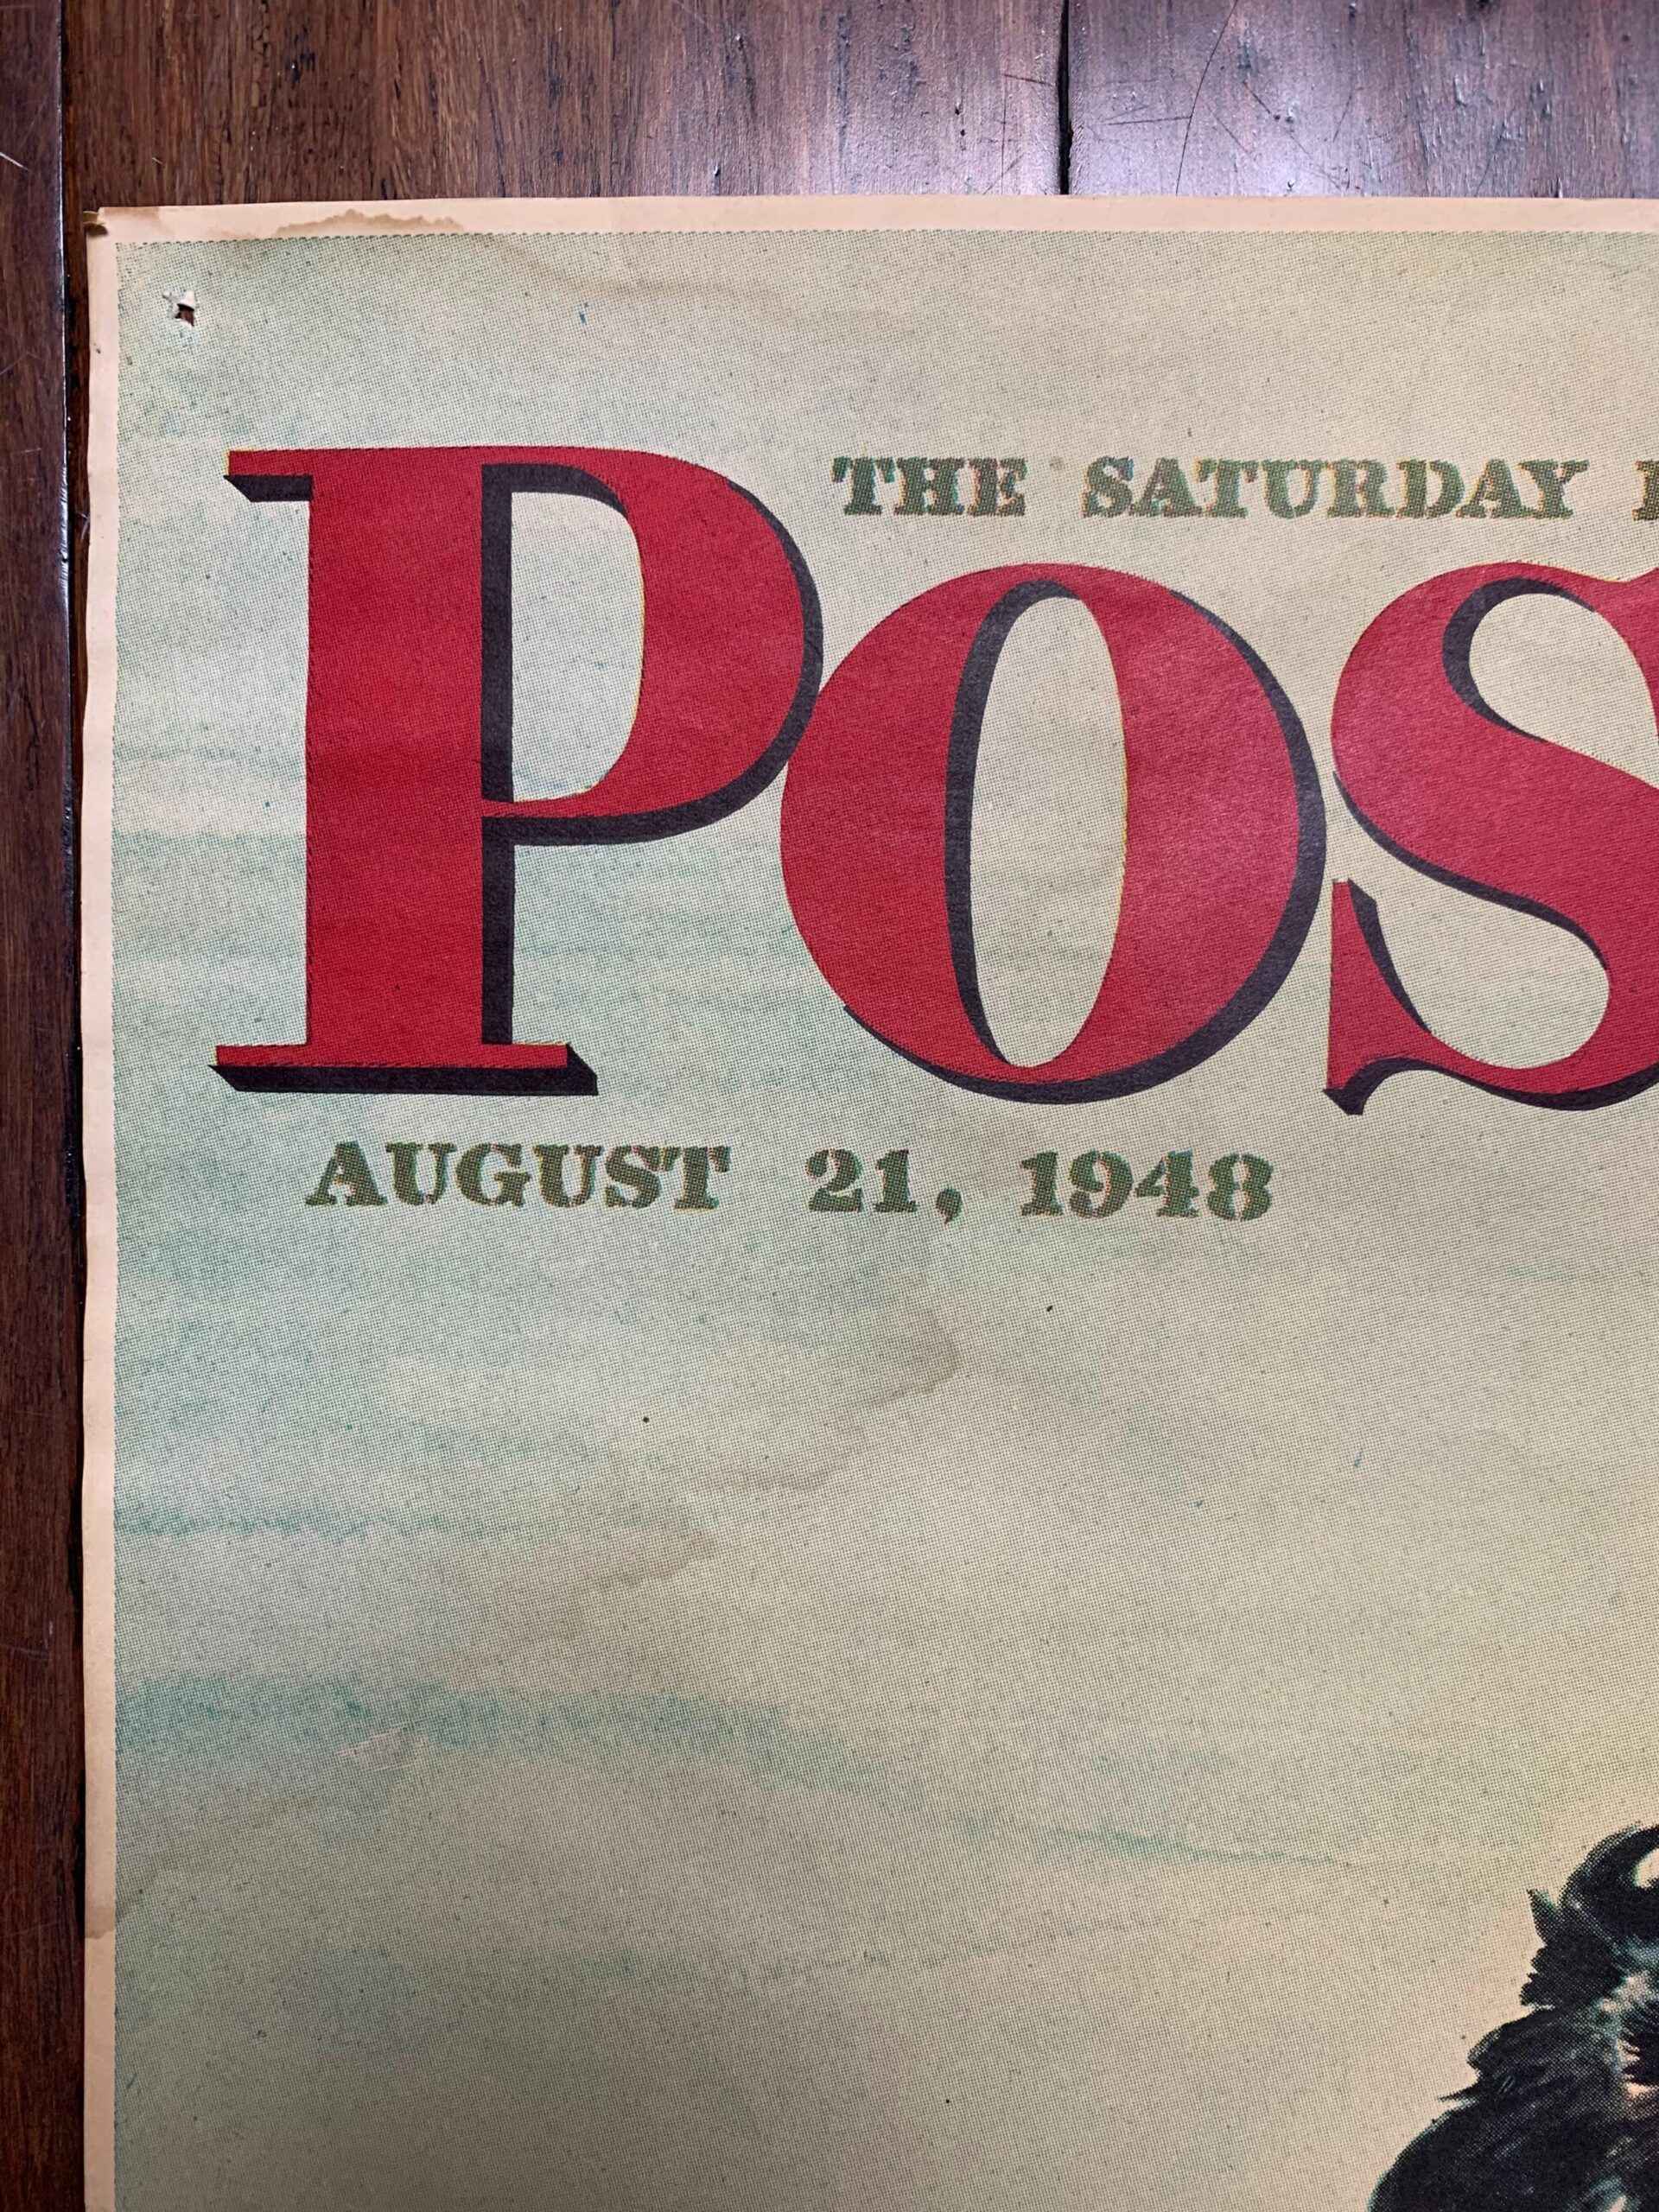 THE SATURDAY
POS
AUGUST 21, 1948